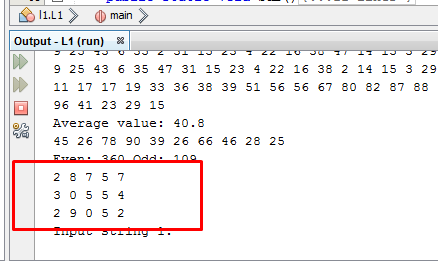 l1.L1 main
Output - L1 (run)
9 25 43 6 35 47 31 15 23 4 22 16 38 2 14 15 3 29
11 17 17 19 33 36 38 39 51 56 56 67 80 82 87 88
96 41 23 29 15
Average value: 40.8
45 26 78 90 39 26 66 46 28 25
Even: 360 Odd: 109
2 8 7 5 7
3 0 5 5 4
2 9 0 5 2
Input string 1: